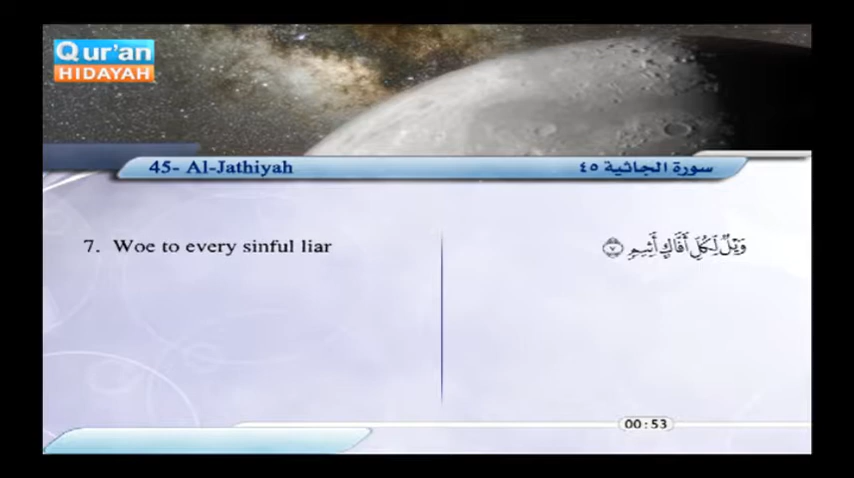 Qur'an
HIDAYAH
45- Al-Jathiyah
سورة الجاثية ٤٥
7. Woe to every sinful liar
وَيْلٌ لِّكُلِّ أَفَّاكٍ أَثِيمٍ ٧
00:53